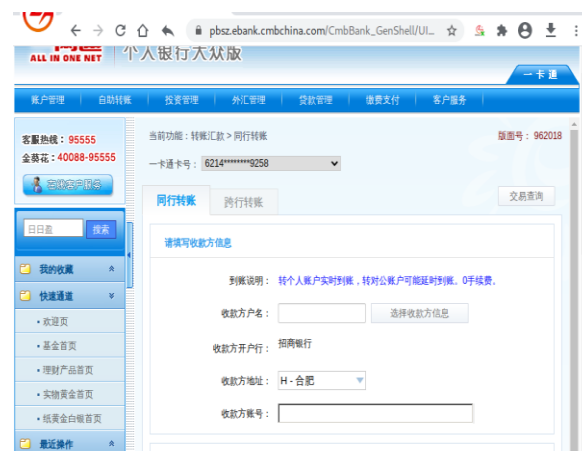 pbsz.ebank.cmbchina.com/CmbBank_GenShell/UI...
ALL IN ONE NET
个人银行大众版
一卡通
账户管理 自助转账 投资管理 外汇管理 贷款管理 缴费支付 客户服务
客服热线：95555
金葵花：40088-95555
在线客户服务
日日盈 搜索
我的收藏
快速通道
• 欢迎页
• 基金首页
• 理财产品首页
• 实物黄金首页
• 纸黄金白银首页
最近操作
当前功能：转账汇款 > 同行转账
版面号： 962018
一卡通卡号： 6214********9258
同行转账 跨行转账
交易查询
请填写收款方信息
到账说明： 转个人账户实时到账，转对公账户可能延时到账。0手续费。
收款方户名： 选择收款方信息
收款方开户行： 招商银行
收款方地址： H - 合肥
收款方账号：